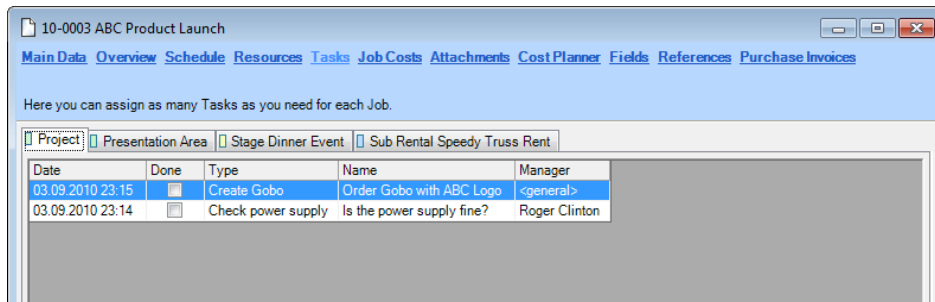 10-0003 ABC Product Launch
Main Data Overview Schedule Resources Tasks Job Costs Attachments Cost Planner Fields References Purchase Invoices
Here you can assign as many Tasks as you need for each Job.
Project Presentation Area Stage Dinner Event Sub Rental Speedy Truss Rent
Date Done Type Name Manager
03.09.2010 23:15 Create Gobo Order Gobo with ABC Logo <general>
03.09.2010 23:14 Check power supply Is the power supply fine? Roger Clinton